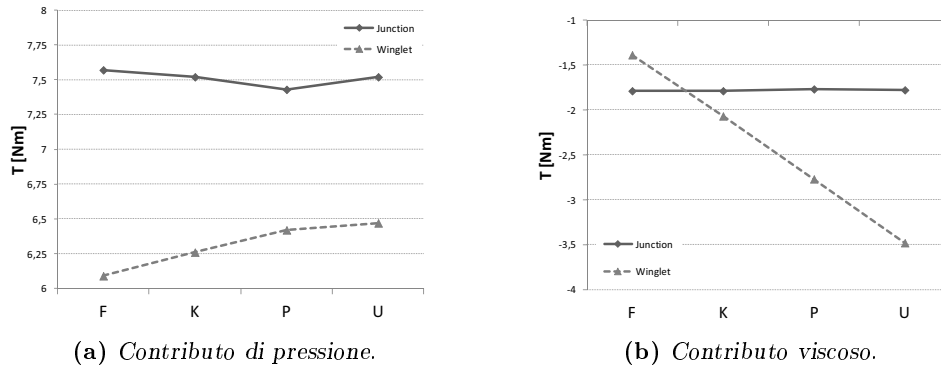 8
7,75
7,5
7,25
7
6,75
6,5
6,25
6
T [Nm]
Junction
Winglet
F K P U
(a) Contributo di pressione.
-1
-1,5
-2
-2,5
-3
-3,5
-4
T [Nm]
Junction
Winglet
F K P U
(b) Contributo viscoso.